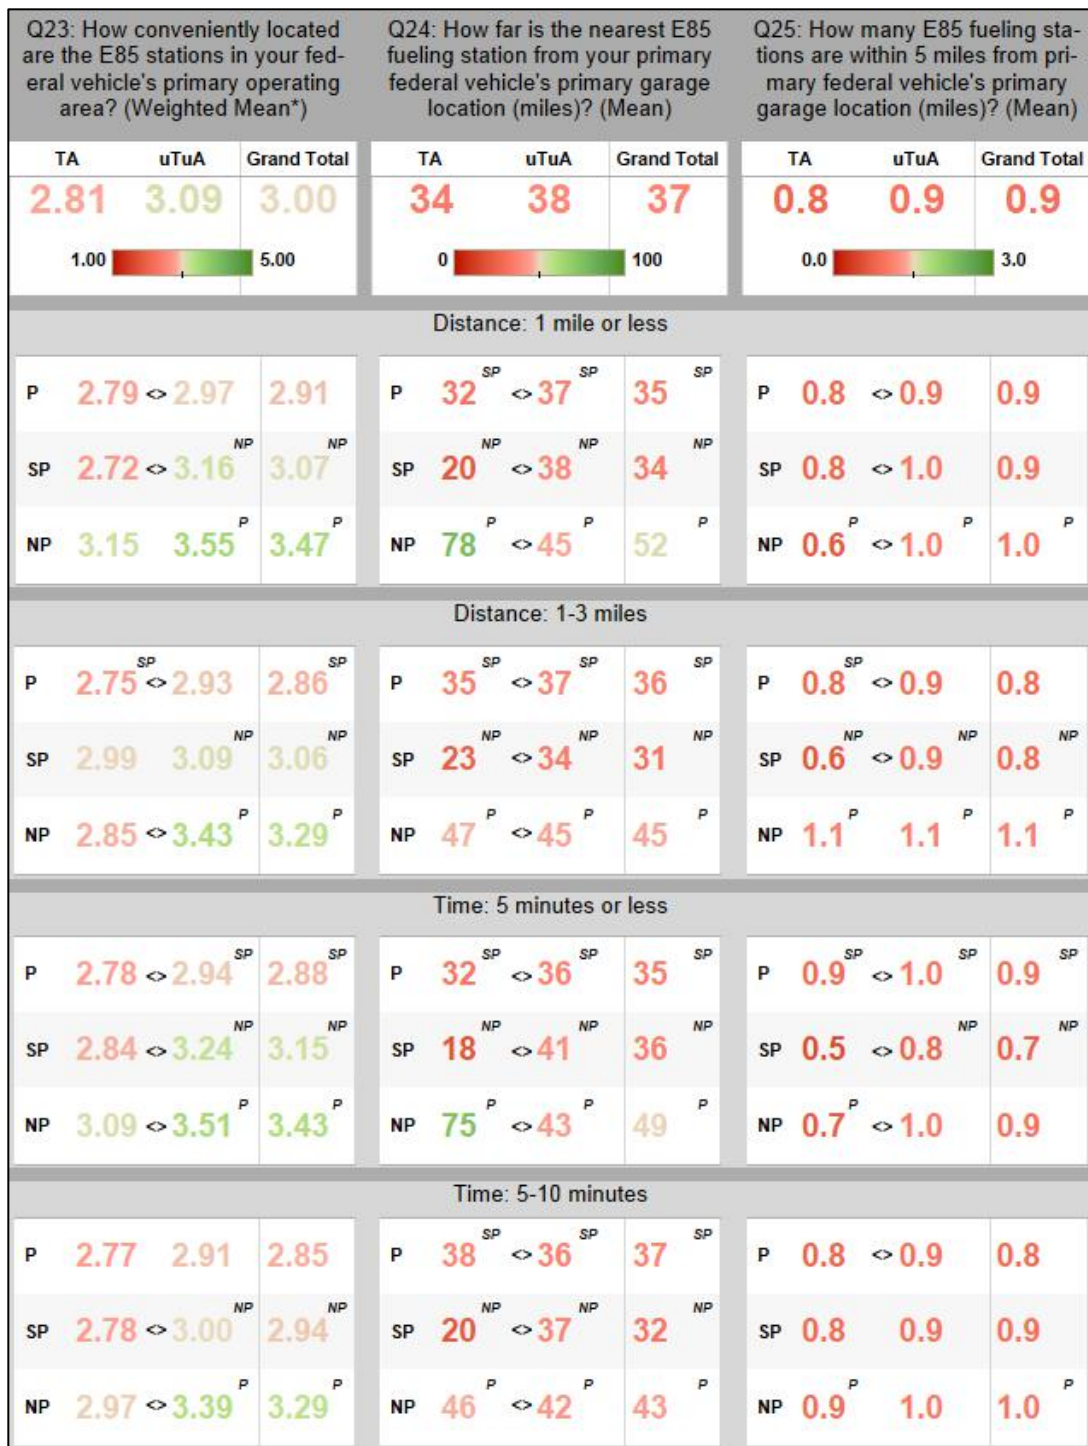 Q23: How conveniently located
are the E85 stations in your fed-
eral vehicle's primary operating
area? (Weighted Mean*)
Q24: How far is the nearest E85
fueling station from your primary
federal vehicle's primary garage
location (miles)? (Mean)
Q25: How many E85 fueling sta-
tions are within 5 miles from pri-
mary federal vehicle's primary
garage location (miles)? (Mean)
TA uTuA Grand Total TA uTuA Grand Total TA uTuA Grand Total
2.81 3.09 3.00 34 38 37 0.8 0.9 0.9
1.00 5.00 0 100 0.0 3.0
Distance: 1 mile or less
P 2.79 <> 2.97 2.91 P 32 SP <> 37 SP 35 SP P 0.8 <> 0.9 0.9
SP 2.72 <> 3.16 NP 3.07 NP SP 20 NP <> 38 NP 34 NP SP 0.8 <> 1.0 0.9
NP 3.15 3.55 P 3.47 P NP 78 P <> 45 P 52 P NP 0.6 P <> 1.0 P 1.0 P
Distance: 1-3 miles
P 2.75 SP <> 2.93 2.86 SP P 35 SP <> 37 SP 36 SP P 0.8 SP <> 0.9 0.8
SP 2.99 3.09 NP 3.06 NP SP 23 NP <> 34 NP 31 NP SP 0.6 NP <> 0.9 NP 0.8 NP
NP 2.85 <> 3.43 P 3.29 P NP 47 P <> 45 P 45 P NP 1.1 P 1.1 P 1.1 P
Time: 5 minutes or less
P 2.78 <> 2.94 SP 2.88 SP P 32 SP <> 36 SP 35 SP P 0.9 SP <> 1.0 SP 0.9 SP
SP 2.84 <> 3.24 NP 3.15 NP SP 18 NP <> 41 NP 36 NP SP 0.5 <> 0.8 NP 0.7 NP
NP 3.09 <> 3.51 P 3.43 P NP 75 P <> 43 P 49 P NP 0.7 P <> 1.0 0.9
Time: 5-10 minutes
P 2.77 2.91 2.85 P 38 SP <> 36 SP 37 SP P 0.8 <> 0.9 0.8
SP 2.78 <> 3.00 NP 2.94 NP SP 20 NP <> 37 NP 32 NP SP 0.8 0.9 0.9
NP 2.97 <> 3.39 P 3.29 P NP 46 P <> 42 P 43 P NP 0.9 P 1.0 1.0 P